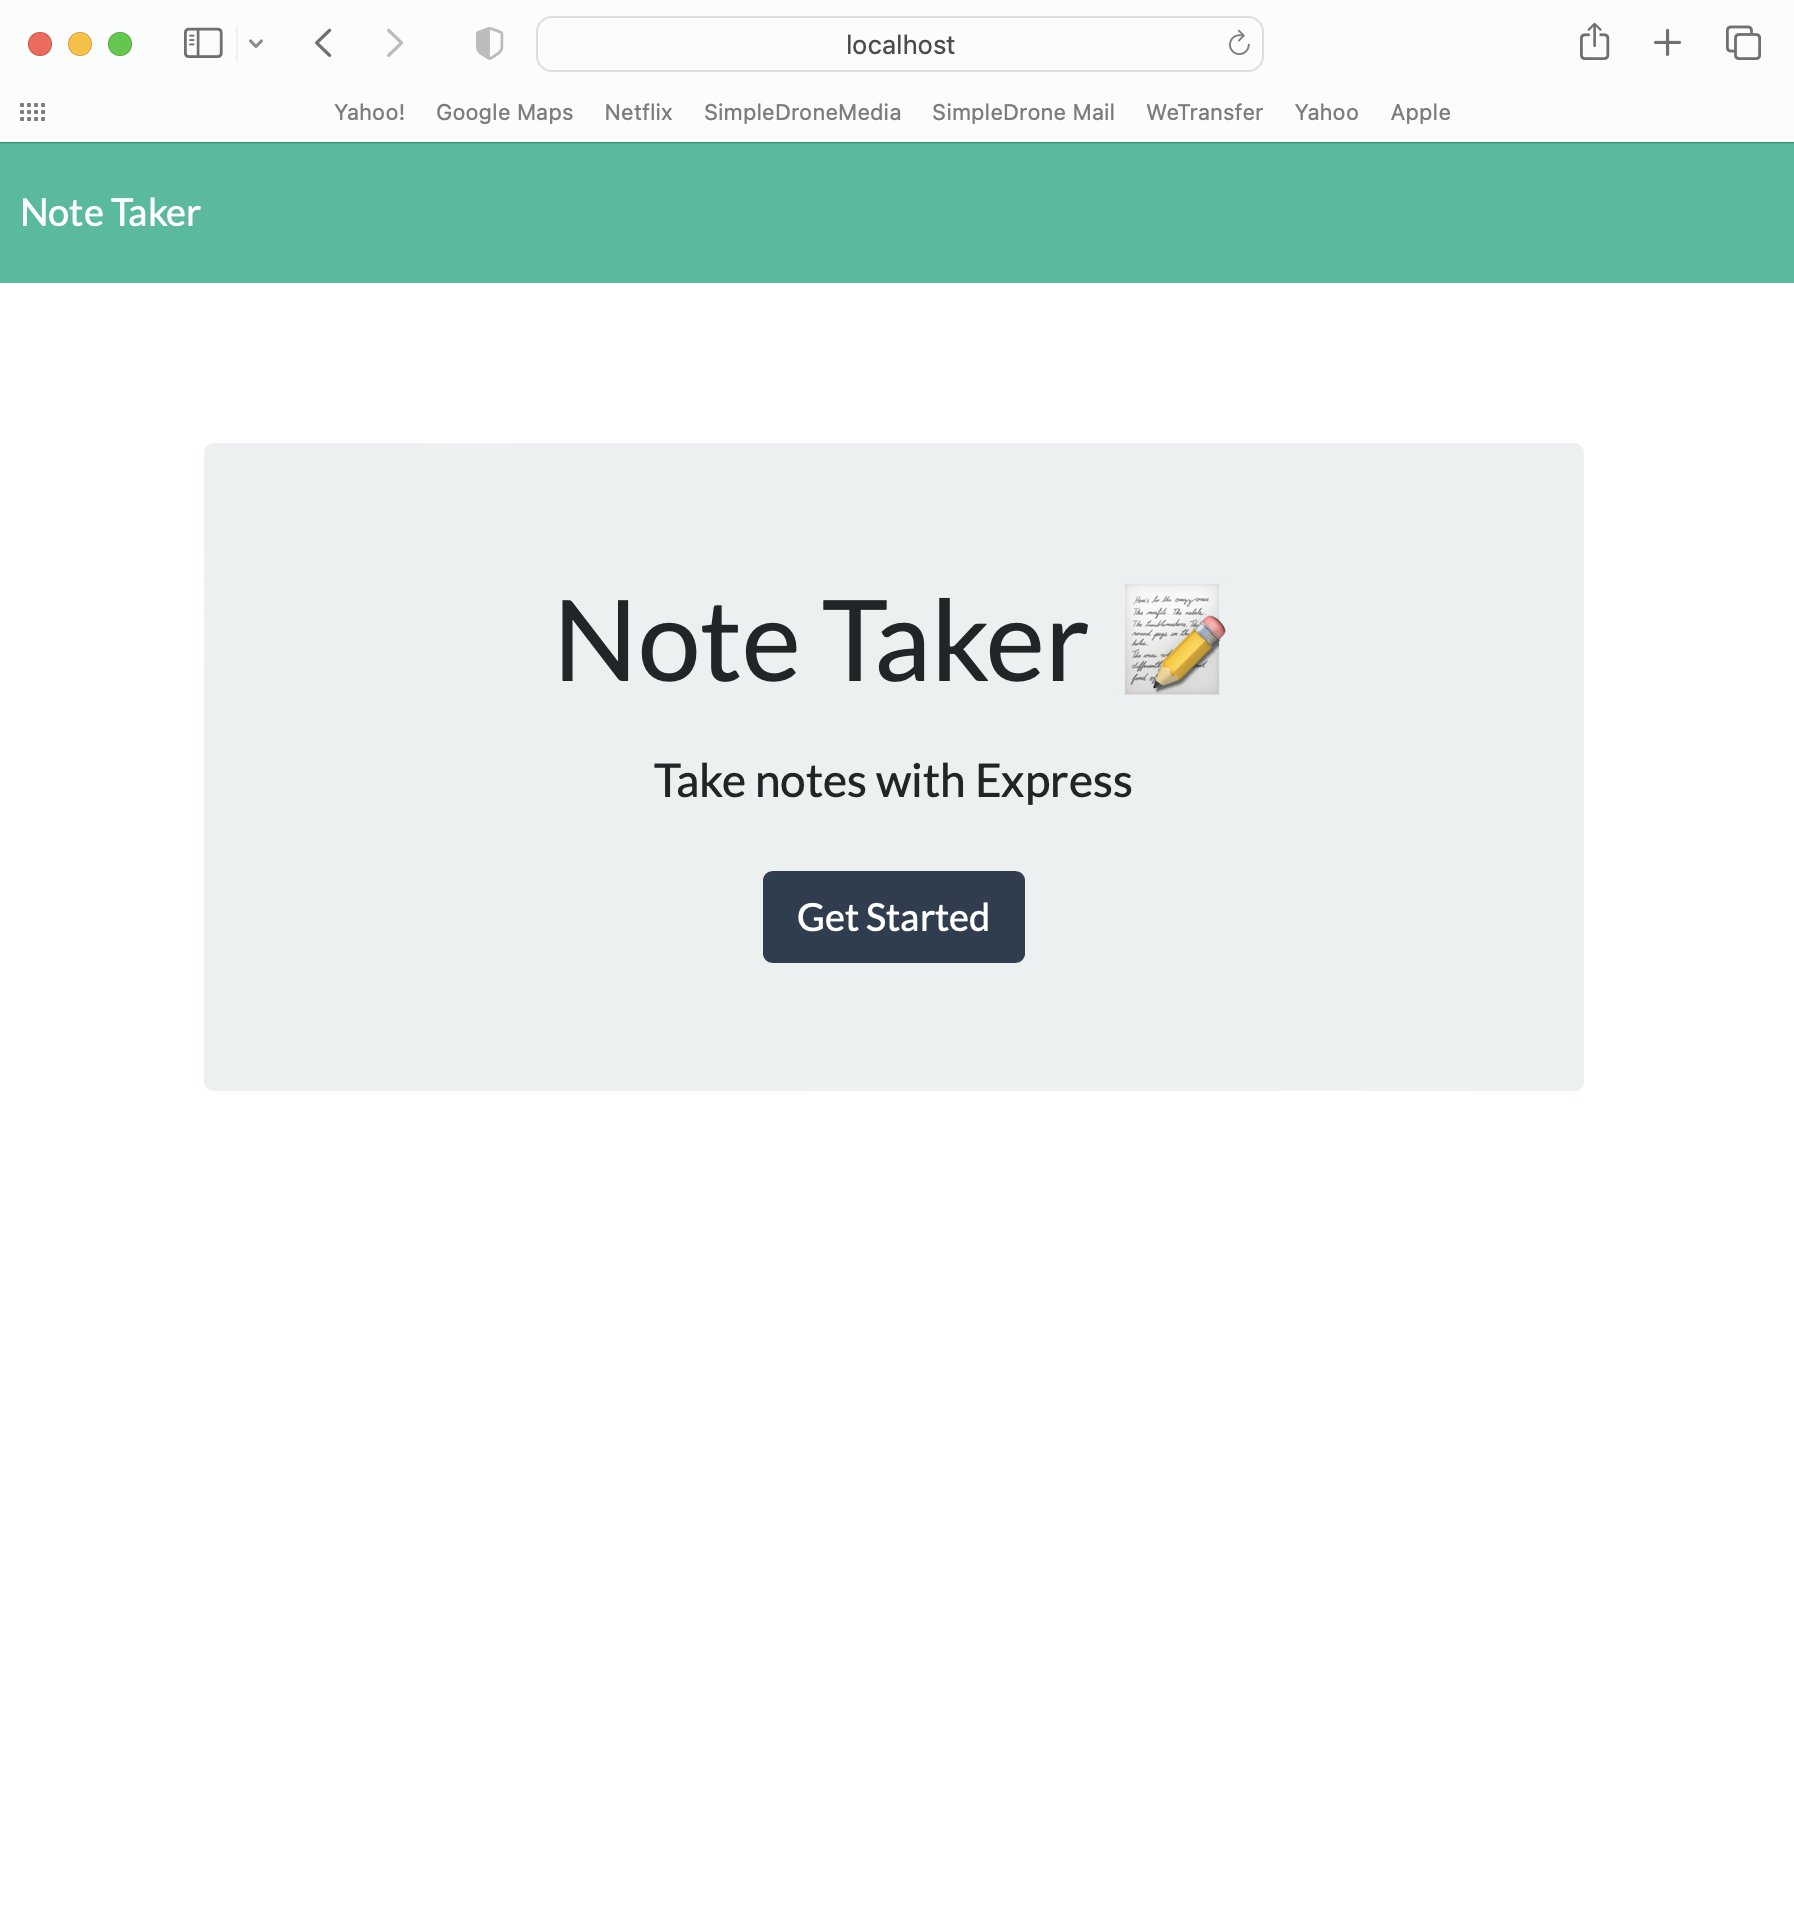 localhost
Yahoo! Google Maps Netflix SimpleDroneMedia SimpleDrone Mail WeTransfer Yahoo Apple
Note Taker
Note Taker
Take notes with Express
Get Started